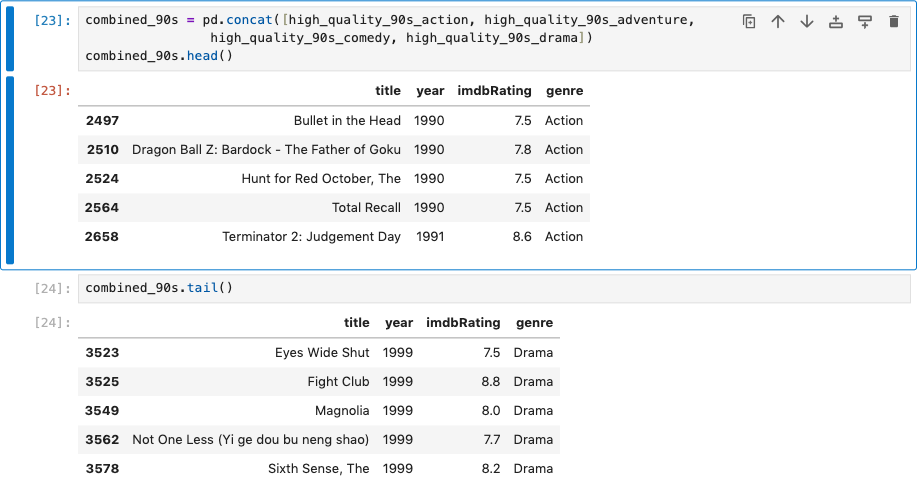 [23]: combined_90s = pd.concat([high_quality_90s_action, high_quality_90s_adventure,
high_quality_90s_comedy, high_quality_90s_drama])
combined_90s.head()
[23]: title year imdbRating genre
2497 Bullet in the Head 1990 7.5 Action
2510 Dragon Ball Z: Bardock - The Father of Goku 1990 7.8 Action
2524 Hunt for Red October, The 1990 7.5 Action
2564 Total Recall 1990 7.5 Action
2658 Terminator 2: Judgement Day 1991 8.6 Action
[24]: combined_90s.tail()
[24]: title year imdbRating genre
3523 Eyes Wide Shut 1999 7.5 Drama
3525 Fight Club 1999 8.8 Drama
3549 Magnolia 1999 8.0 Drama
3562 Not One Less (Yi ge dou bu neng shao) 1999 7.7 Drama
3578 Sixth Sense, The 1999 8.2 Drama